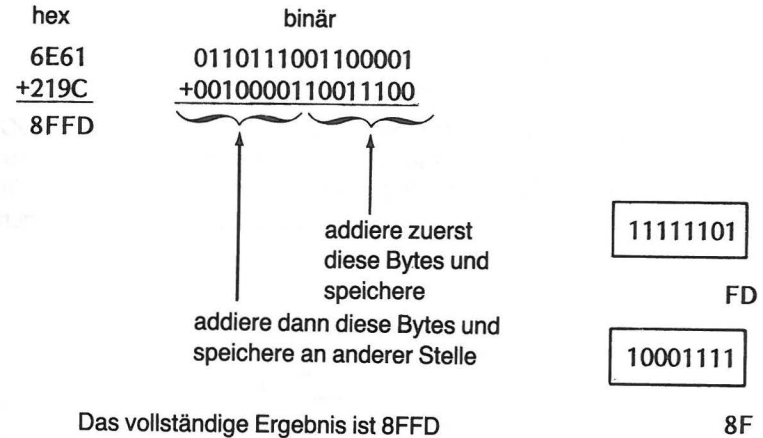 hex binär
6E61 0110111001100001
+219C +0010000110011100
8FFD
addiere zuerst
diese Bytes und
speichere
11111101
FD
addiere dann diese Bytes und
speichere an anderer Stelle
10001111
Das vollständige Ergebnis ist 8FFD 8F